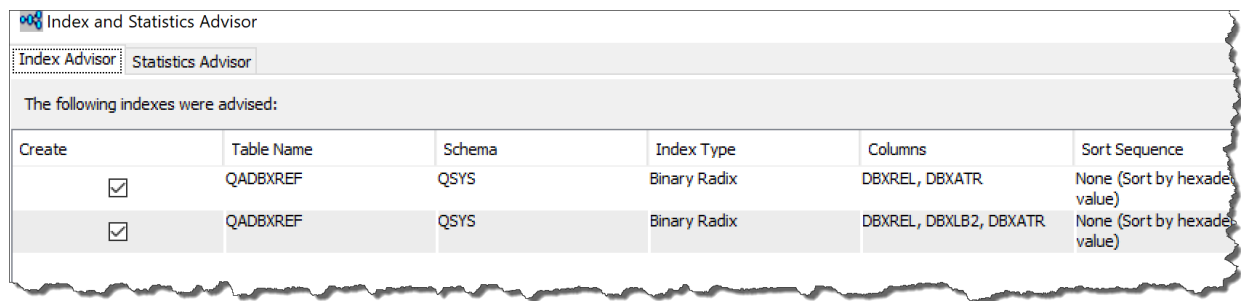 Index and Statistics Advisor
Index Advisor Statistics Advisor
The following indexes were advised:
Create Table Name Schema Index Type Columns Sort Sequence
QADBXREF QSYS Binary Radix DBXREL, DBXATR None (Sort by hexade
value)
QADBXREF QSYS Binary Radix DBXREL, DBXLB2, DBXATR None (Sort by hexade
value)